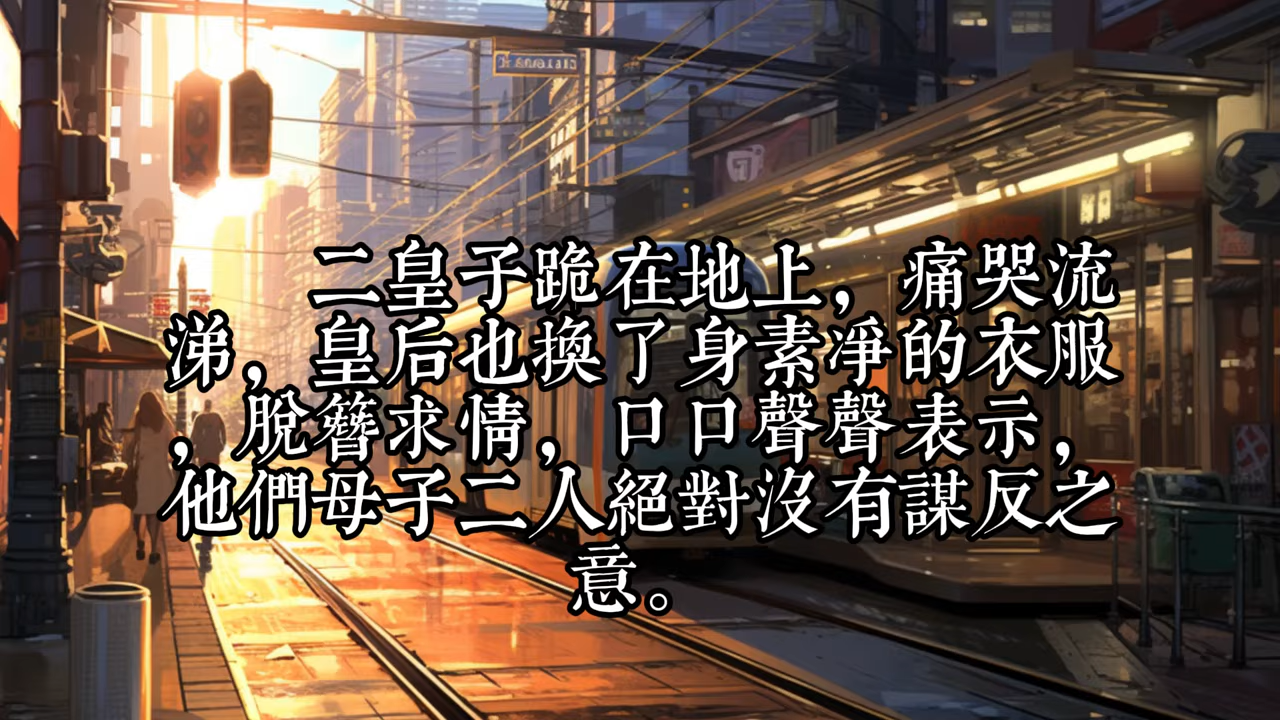 二皇子跪在地上，痛哭流
涕，皇后也換了身素凈的衣服
，脫簪求情，口口聲聲表示，
他們母子二人絕對沒有謀反之
意。